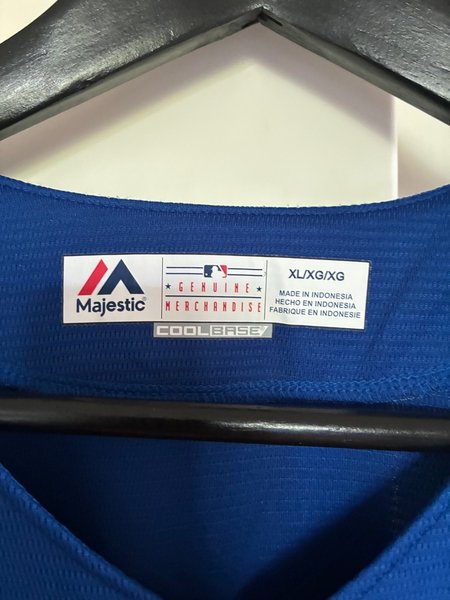 Majestic®
GENUINE
MERCHANDISE
XL/XG/XG
MADE IN INDONESIA
HECHO EN INDONESIA
FABRIQUE EN INDONESIE
COOLBASE